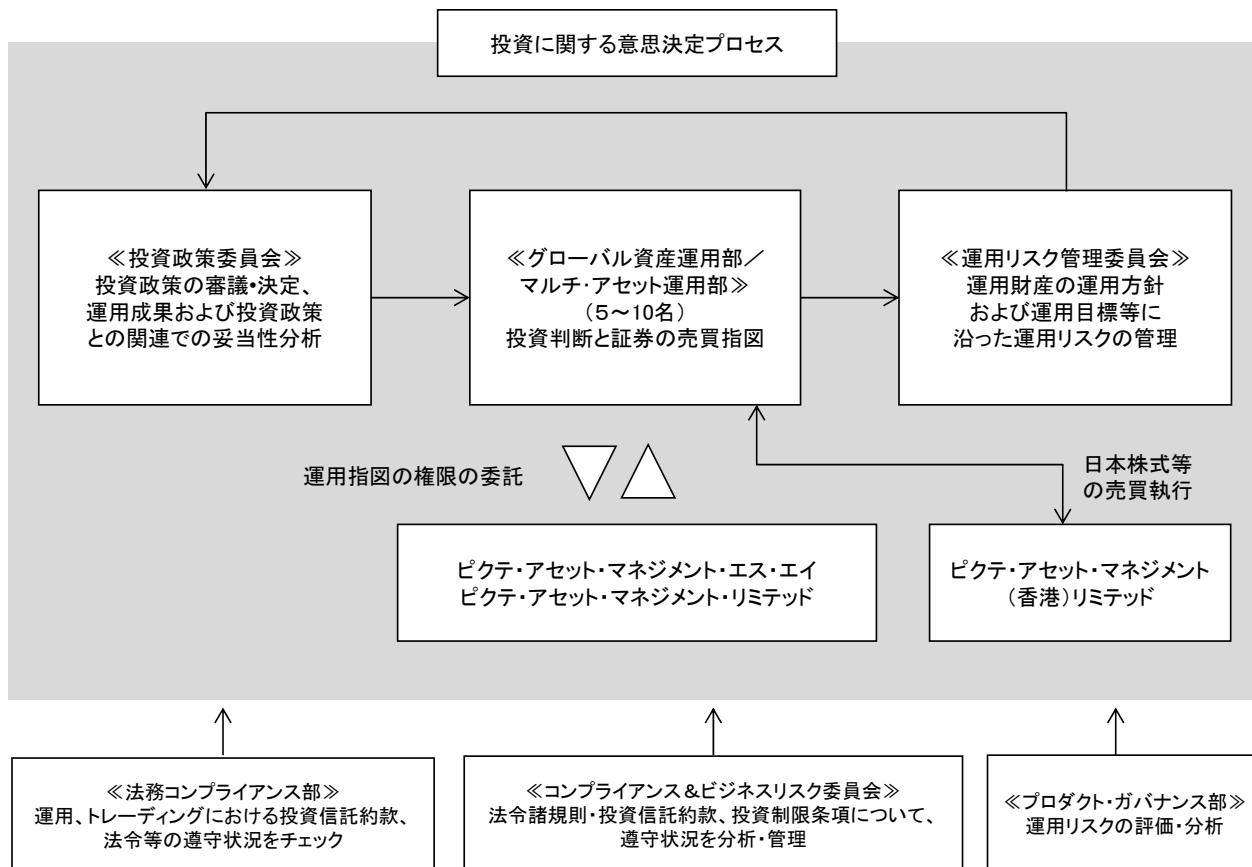 投資に関する意思決定プロセス
≪投資政策委員会≫
投資政策の審議・決定、
運用成果および投資政策
との関連での妥当性分析
≪グローバル資産運用部／
マルチ・アセット運用部≫
（５～10名）
投資判断と証券の売買指図
≪運用リスク管理委員会≫
運用財産の運用方針
および運用目標等に
沿った運用リスクの管理
運用指図の権限の委託
日本株式等
の売買執行
ピクテ・アセット・マネジメント・エス・エイ
ピクテ・アセット・マネジメント・リミテッド
ピクテ・アセット・マネジメント
（香港）リミテッド
≪法務コンプライアンス部≫
運用、トレーディングにおける投資信託約款、
法令等の遵守状況をチェック
≪コンプライアンス＆ビジネスリスク委員会≫
法令諸規則・投資信託約款、投資制限条項について、
遵守状況を分析・管理
≪プロダクト・ガバナンス部≫
運用リスクの評価・分析